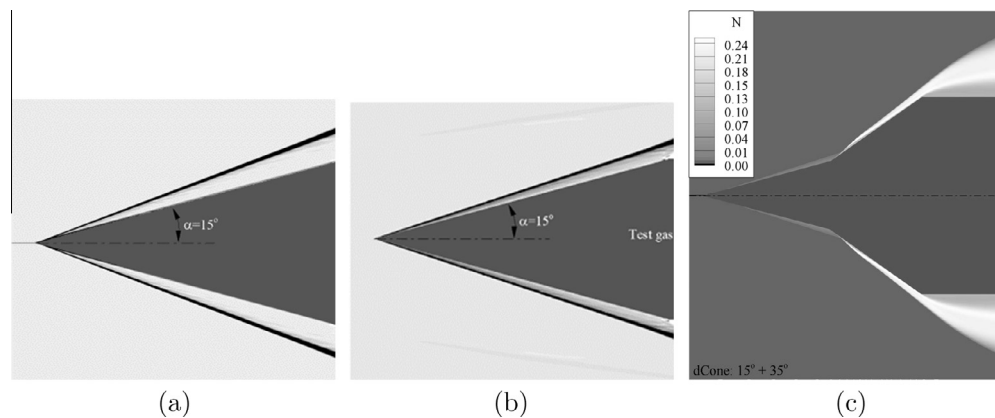 α=15°
(a)
α=15°
Test gas
(b)
N
0.24
0.21
0.18
0.15
0.13
0.10
0.07
0.04
0.01
0.00
dCone: 15° + 35°
(c)